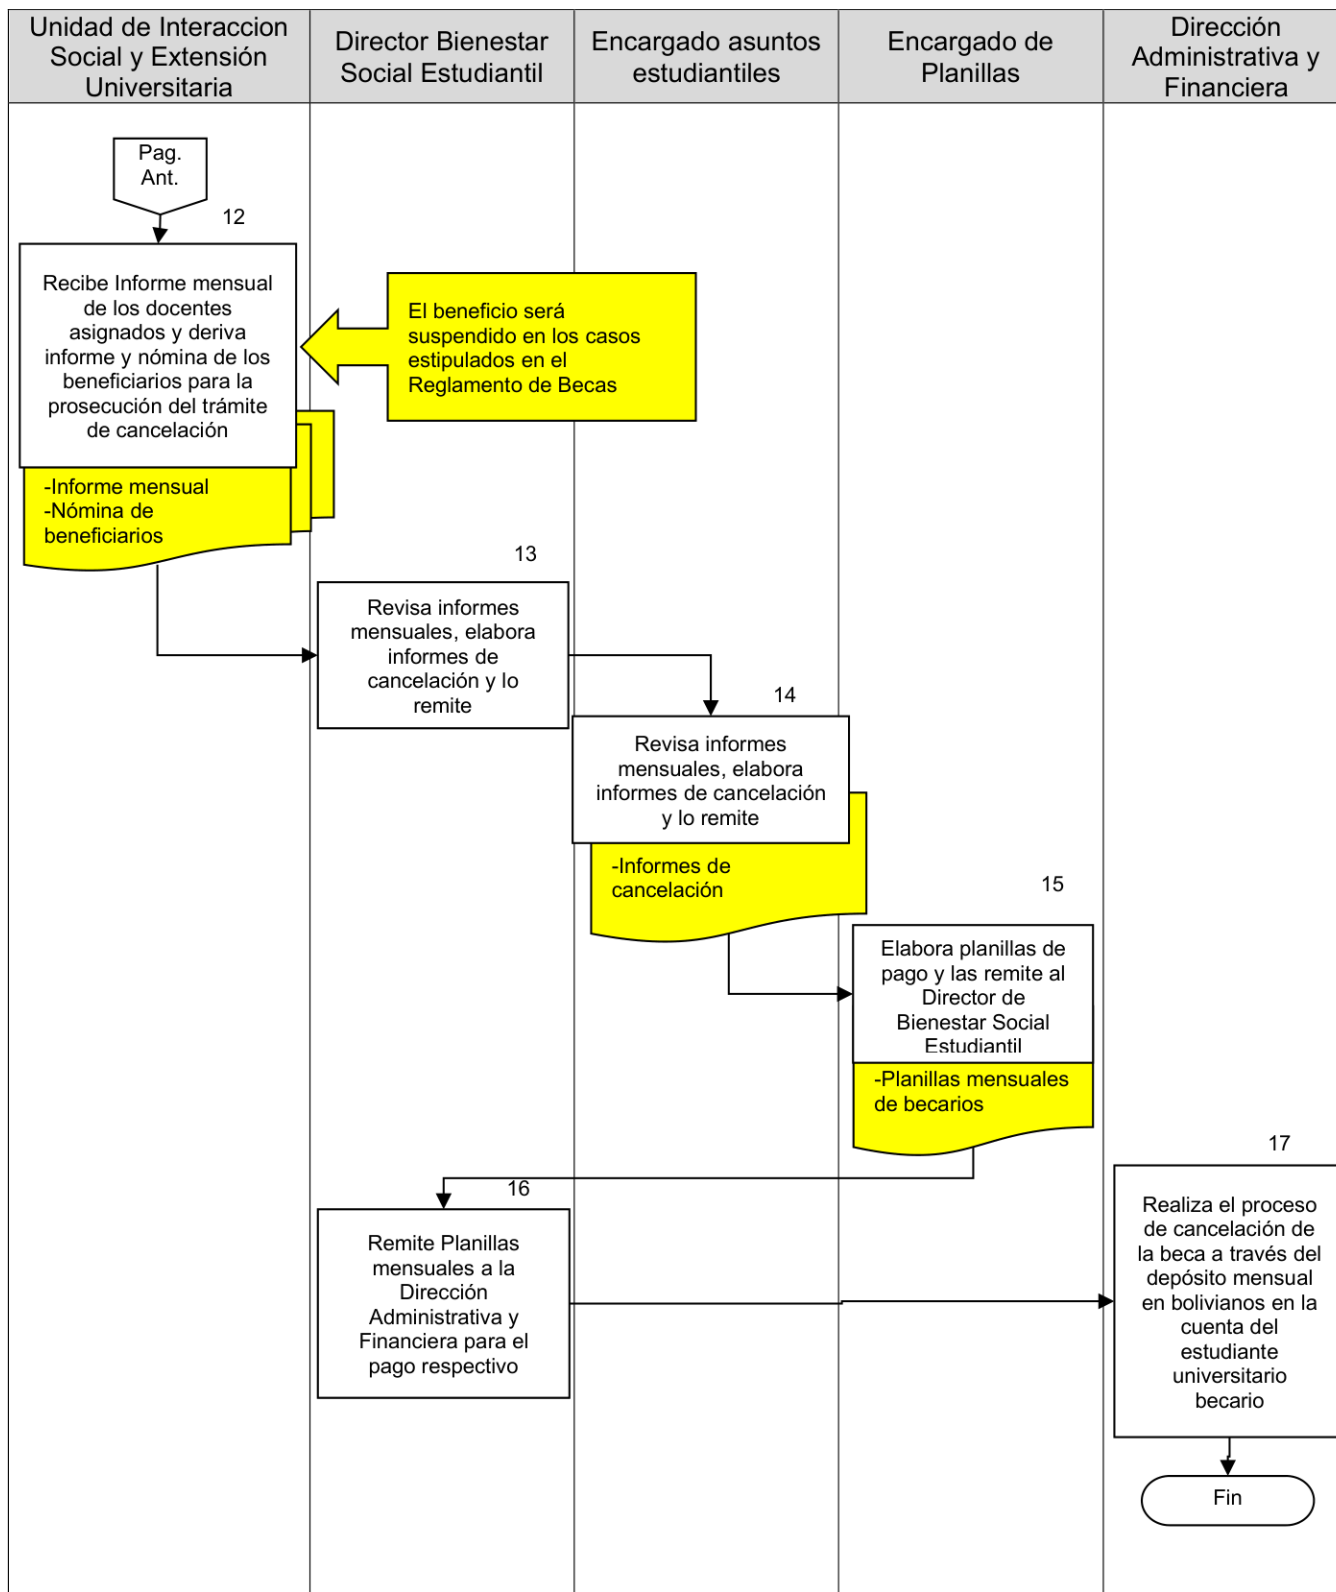 Unidad de Interaccion
Social y Extensión
Universitaria
Director Bienestar
Social Estudiantil
Encargado asuntos
estudiantiles
Encargado de
Planillas
Dirección
Administrativa y
Financiera
Pag.
Ant.
12
Recibe Informe mensual
de los docentes
asignados y deriva
informe y nómina de los
beneficiarios para la
prosecución del trámite
de cancelación
El beneficio será
suspendido en los casos
estipulados en el
Reglamento de Becas
-Informe mensual
-Nómina de
beneficiarios
13
Revisa informes
mensuales, elabora
informes de
cancelación y lo
remite
14
Revisa informes
mensuales, elabora
informes de cancelación
y lo remite
-Informes de
cancelación
15
Elabora planillas de
pago y las remite al
Director de
Bienestar Social
Estudiantil
-Planillas mensuales
de becarios
16
Remite Planillas
mensuales a la
Dirección
Administrativa y
Financiera para el
pago respectivo
17
Realiza el proceso
de cancelación de
la beca a través del
depósito mensual
en bolivianos en la
cuenta del
estudiante
universitario
becario
Fin